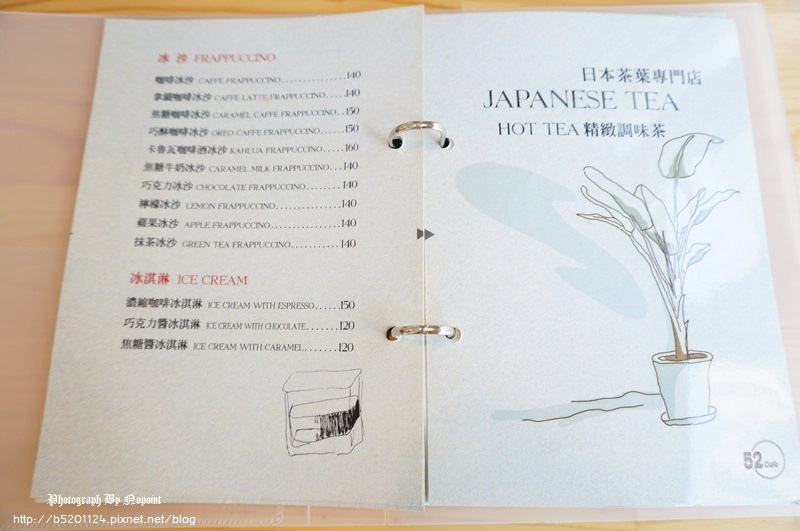 冰 沙 FRAPPUCCINO
咖啡冰沙 CAFFE FRAPPUCCINO..............140
拿鐵咖啡冰沙 CAFFE LATTE FRAPPUCCINO.....140
焦糖咖啡冰沙 CARAMEL CAFFE FRAPPUCCINO...150
巧酥咖啡冰沙 OREO CAFFE FRAPPUCCINO......150
卡魯瓦咖啡酒冰沙 KAHLUA FRAPPUCCINO.....160
焦糖牛奶冰沙 CARAMEL MILK FRAPPUCCINO....140
巧克力冰沙 CHOCOLATE FRAPPUCCINO.........140
檸檬冰沙 LEMON FRAPPUCCINO..............140
蘋果冰沙 APPLE FRAPPUCCINO..............140
抹茶冰沙 GREEN TEA FRAPPUCCINO..........140
冰淇淋 ICE CREAM
濃縮咖啡冰淇淋 ICE CREAM WITH ESPRESSO......150
巧克力醬冰淇淋 ICE CREAM WITH CHOCOLATE......120
焦糖醬冰淇淋 ICE CREAM WITH CARAMEL.......120
日本茶葉專門店
JAPANESE TEA
HOT TEA 精緻調味茶
52 Café
Photograph By Nopoint
http://b5201124.pixnet.net/blog